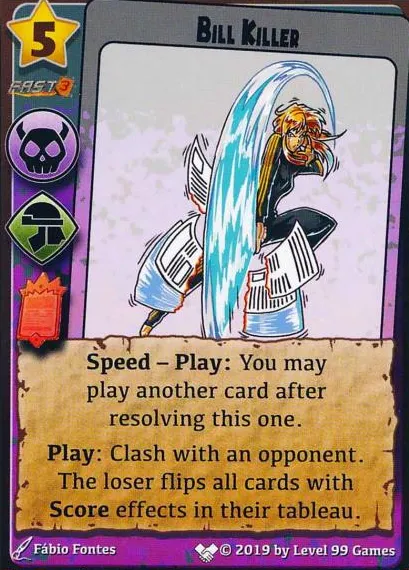 5
BILL KILLER
FAST 3
Speed – Play: You may
play another card after
resolving this one.
Play: Clash with an opponent.
The loser flips all cards with
Score effects in their tableau.
Fábio Fontes
© 2019 by Level 99 Games